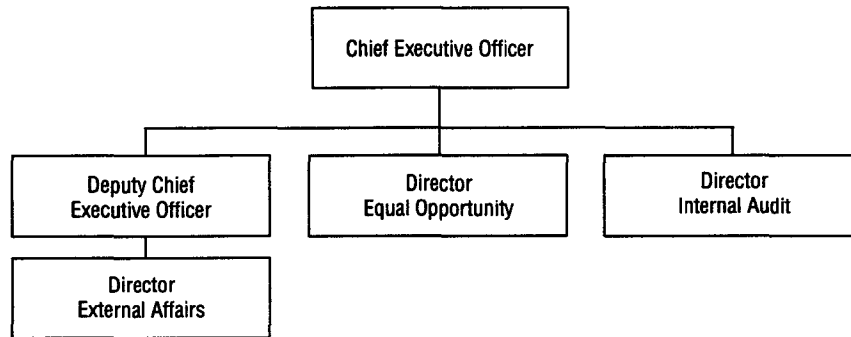 Chief Executive Officer
Deputy Chief
Executive Officer
Director
Equal Opportunity
Director
Internal Audit
Director
External Affairs